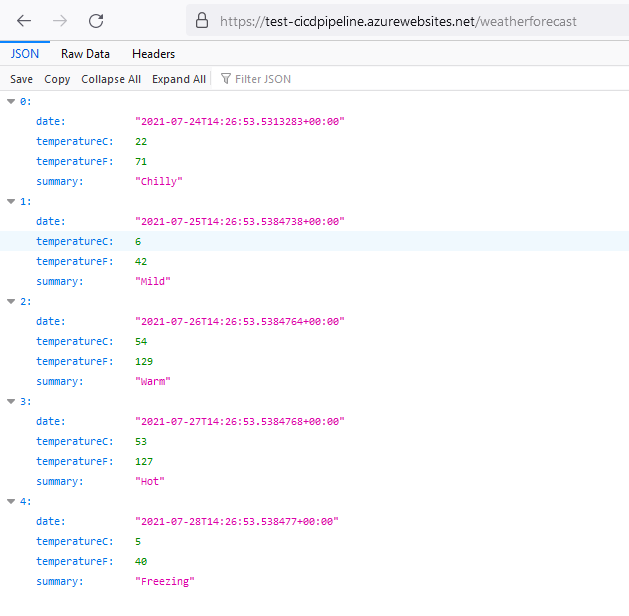 https://test-cicdpipeline.azurewebsites.net/weatherforecast
JSON Raw Data Headers
Save Copy Collapse All Expand All Filter JSON
0:
date: "2021-07-24T14:26:53.5313283+00:00"
temperatureC: 22
temperatureF: 71
summary: "Chilly"
1:
date: "2021-07-25T14:26:53.5384738+00:00"
temperatureC: 6
temperatureF: 42
summary: "Mild"
2:
date: "2021-07-26T14:26:53.5384764+00:00"
temperatureC: 54
temperatureF: 129
summary: "Warm"
3:
date: "2021-07-27T14:26:53.5384768+00:00"
temperatureC: 53
temperatureF: 127
summary: "Hot"
4:
date: "2021-07-28T14:26:53.538477+00:00"
temperatureC: 5
temperatureF: 40
summary: "Freezing"